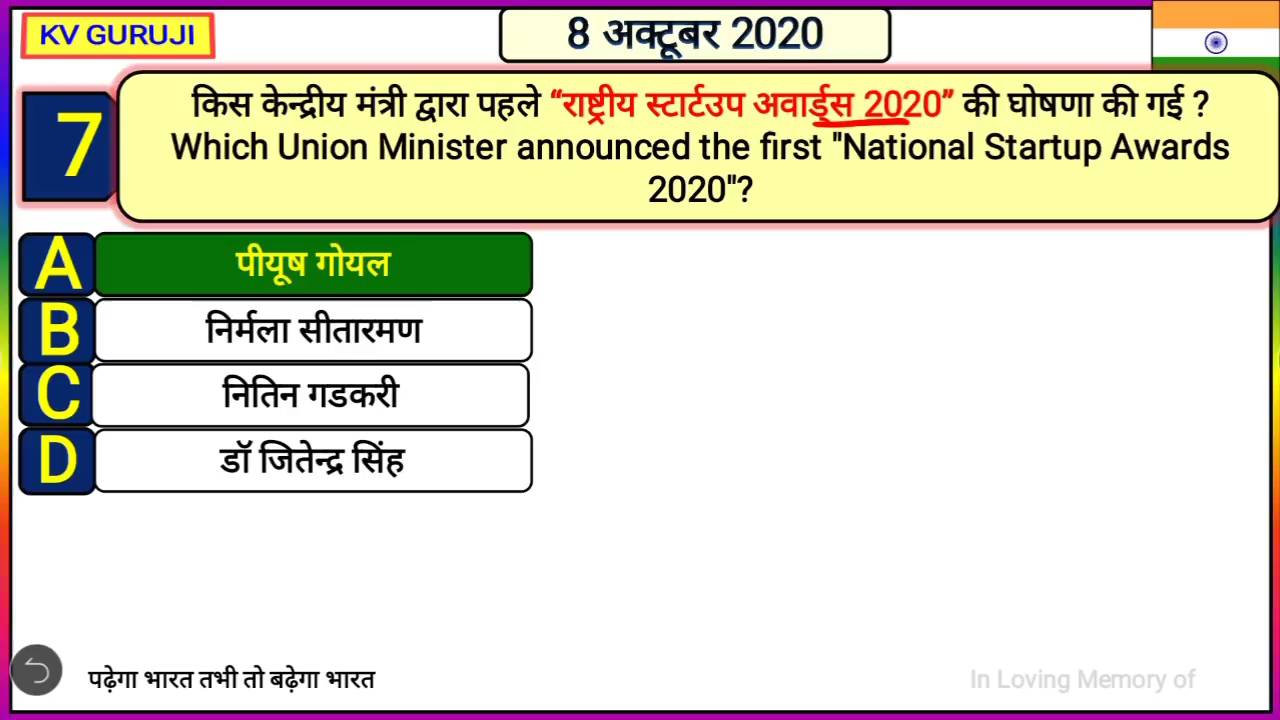 KV GURUJI
8 अक्टूबर 2020
7
किस केन्द्रीय मंत्री द्वारा पहले “राष्ट्रीय स्टार्टउप अवार्ड्स 2020” की घोषणा की गई ?
Which Union Minister announced the first "National Startup Awards
2020"?
A पीयूष गोयल
B निर्मला सीतारमण
C नितिन गडकरी
D डॉ जितेन्द्र सिंह
पढ़ेगा भारत तभी तो बढ़ेगा भारत
In Loving Memory of